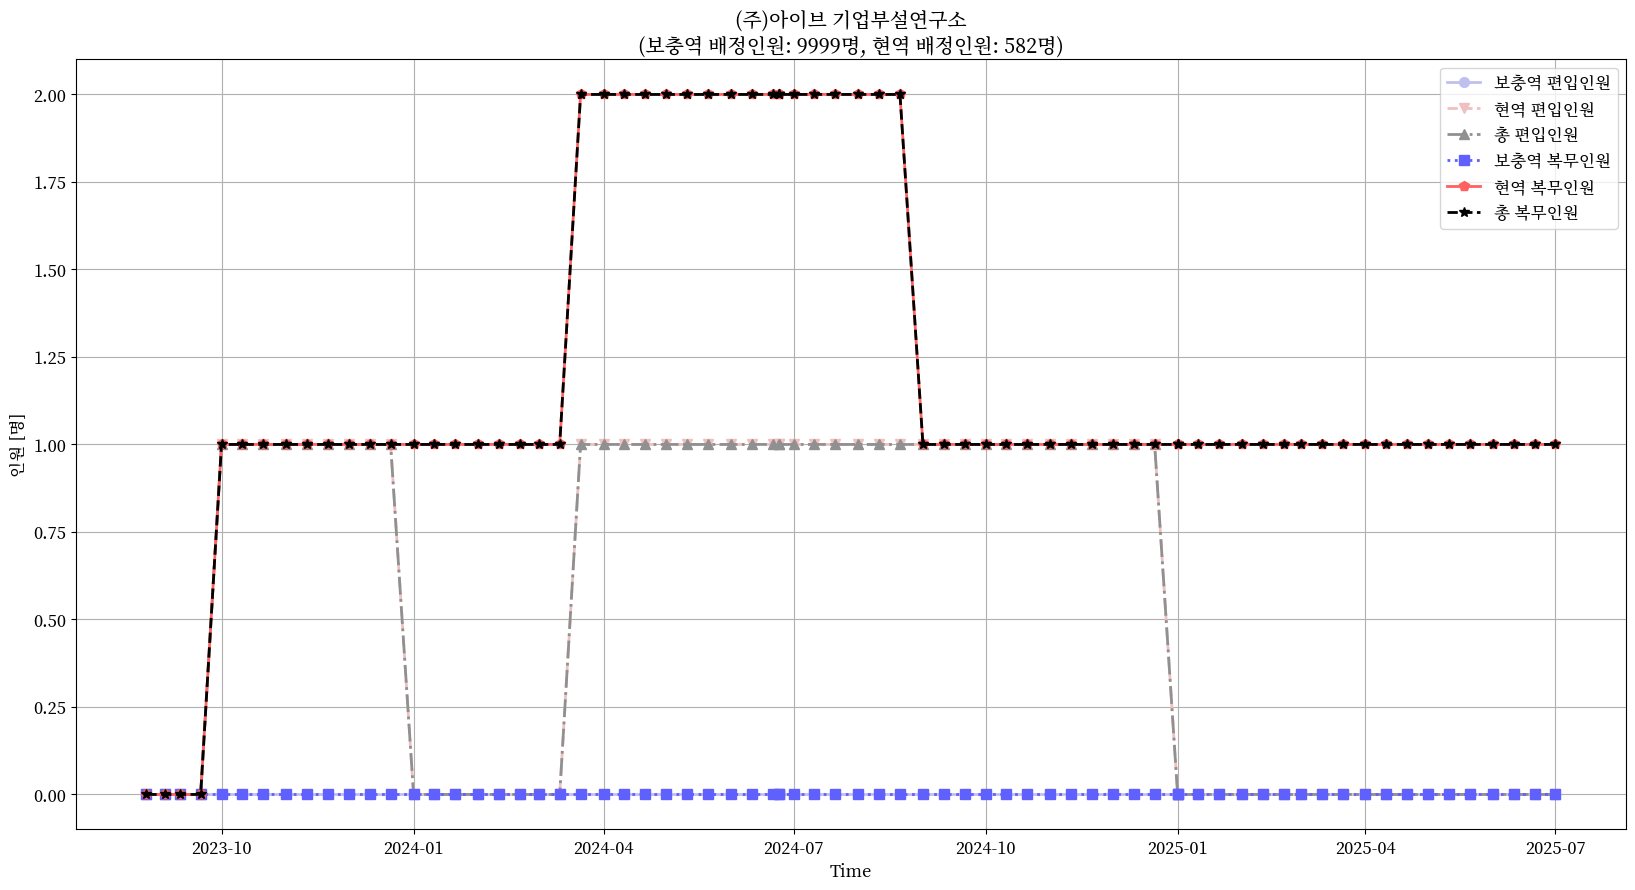 (주)아이브 기업부설연구소
(보충역 배정인원: 9999명, 현역 배정인원: 582명)
보충역 편입인원
현역 편입인원
총 편입인원
보충역 복무인원
현역 복무인원
총 복무인원
2.00
1.75
1.50
1.25
1.00
0.75
0.50
0.25
0.00
인원 [명]
2023-10 2024-01 2024-04 2024-07 2024-10 2025-01 2025-04 2025-07
Time